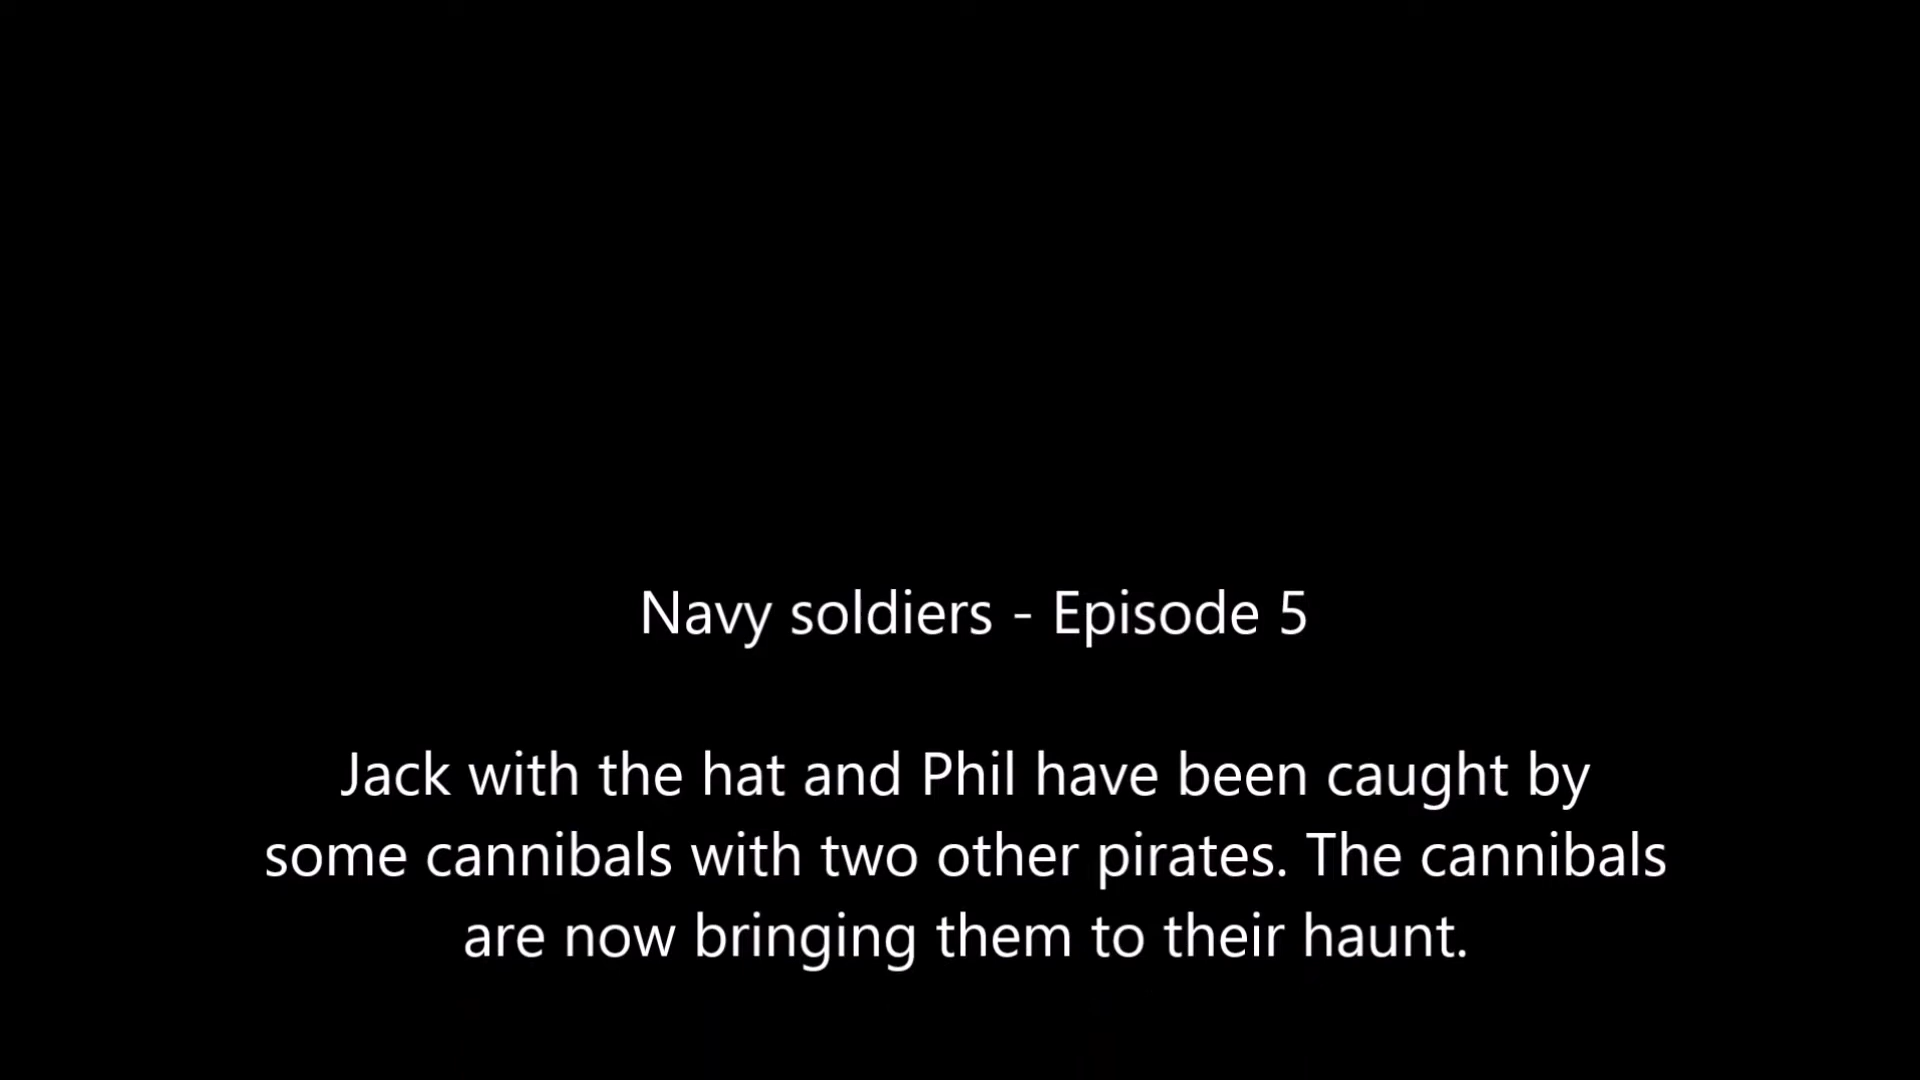 Navy soldiers - Episode 5
Jack with the hat and Phil have been caught by
some cannibals with two other pirates. The cannibals
are now bringing them to their haunt.